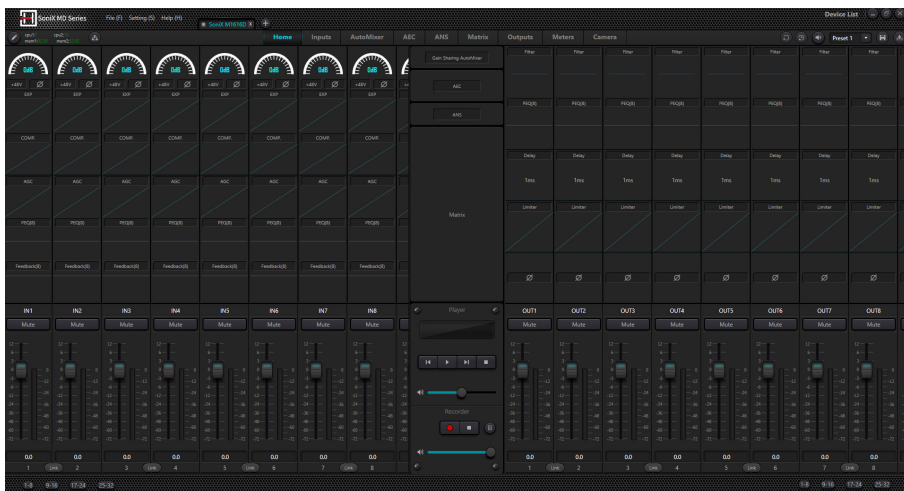 SoniX MD Series File (F) Setting (S) Help (H) SoniX M1616D Device List
Home Inputs AutoMixer AEC ANS Matrix Outputs Meters Camera Preset 1
0dB 0dB 0dB 0dB 0dB 0dB 0dB 0dB
+48V +48V +48V +48V +48V +48V +48V +48V
EXP EXP EXP EXP EXP EXP EXP EXP
COMP. COMP. COMP. COMP. COMP. COMP. COMP. COMP.
AGC AGC AGC AGC AGC AGC AGC AGC
PEQ(8) PEQ(8) PEQ(8) PEQ(8) PEQ(8) PEQ(8) PEQ(8) PEQ(8)
Feedback(8) Feedback(8) Feedback(8) Feedback(8) Feedback(8) Feedback(8) Feedback(8) Feedback(8)
IN1 IN2 IN3 IN4 IN5 IN6 IN7 IN8
Mute Mute Mute Mute Mute Mute Mute Mute
0.0 0.0 0.0 0.0 0.0 0.0 0.0 0.0
1 Link 2 3 Link 4 5 Link 6 7 Link 8
1-8 9-16 17-24 25-32
Gain Sharing AutoMixer
AEC
ANS
Matrix
Player
Recorder
Filter Filter Filter Filter Filter Filter Filter Filter
PEQ(8) PEQ(8) PEQ(8) PEQ(8) PEQ(8) PEQ(8) PEQ(8) PEQ(8)
Delay Delay Delay Delay Delay Delay Delay Delay
1ms 1ms 1ms 1ms 1ms 1ms 1ms 1ms
Limiter Limiter Limiter Limiter Limiter Limiter Limiter Limiter
OUT1 OUT2 OUT3 OUT4 OUT5 OUT6 OUT7 OUT8
Mute Mute Mute Mute Mute Mute Mute Mute
0.0 0.0 0.0 0.0 0.0 0.0 0.0 0.0
1 Link 2 3 Link 4 5 Link 6 7 Link 8
1-8 9-16 17-24 25-32